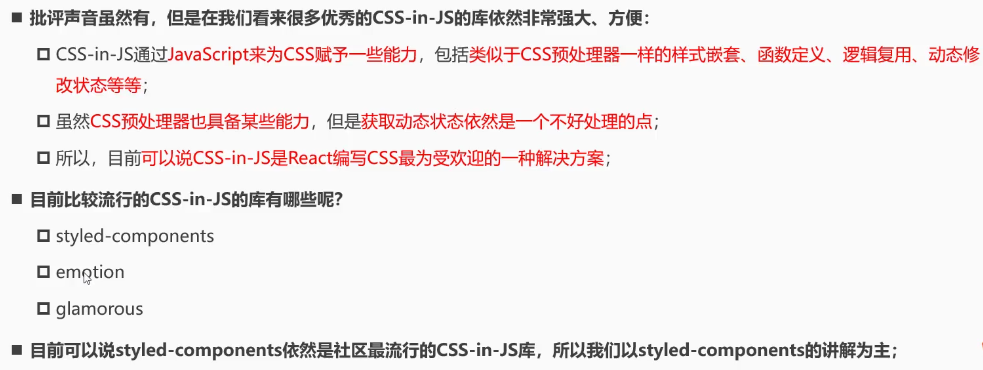 批评声音虽然有，但是在我们看来很多优秀的CSS-in-JS的库依然非常强大、方便：
CSS-in-JS通过JavaScript来为CSS赋予一些能力，包括类似于CSS预处理器一样的样式嵌套、函数定义、逻辑复用、动态修
改状态等等；
虽然CSS预处理器也具备某些能力，但是获取动态状态依然是一个不好处理的点；
所以，目前可以说CSS-in-JS是React编写CSS最为受欢迎的一种解决方案；
目前比较流行的CSS-in-JS的库有哪些呢？
styled-components
emotion
glamorous
目前可以说styled-components依然是社区最流行的CSS-in-JS库，所以我们以styled-components的讲解为主；